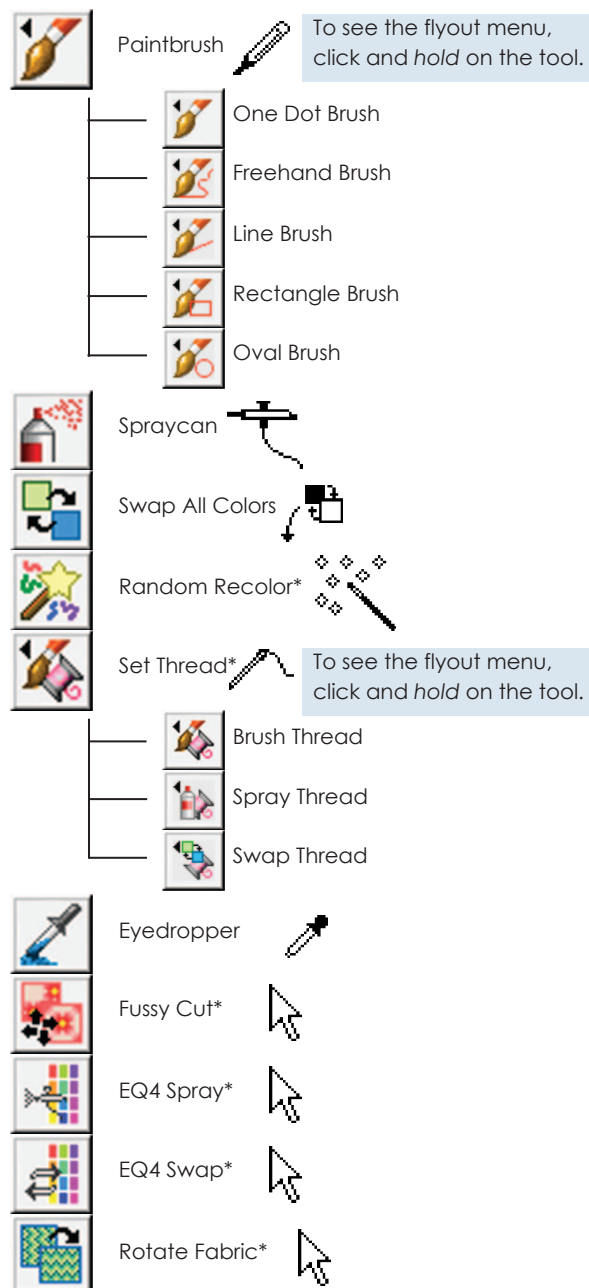 Paintbrush
To see the flyout menu,
click and hold on the tool.
One Dot Brush
Freehand Brush
Line Brush
Rectangle Brush
Oval Brush
Spraycan
Swap All Colors
Random Recolor*
Set Thread*
To see the flyout menu,
click and hold on the tool.
Brush Thread
Spray Thread
Swap Thread
Eyedropper
Fussy Cut*
EQ4 Spray*
EQ4 Swap*
Rotate Fabric*